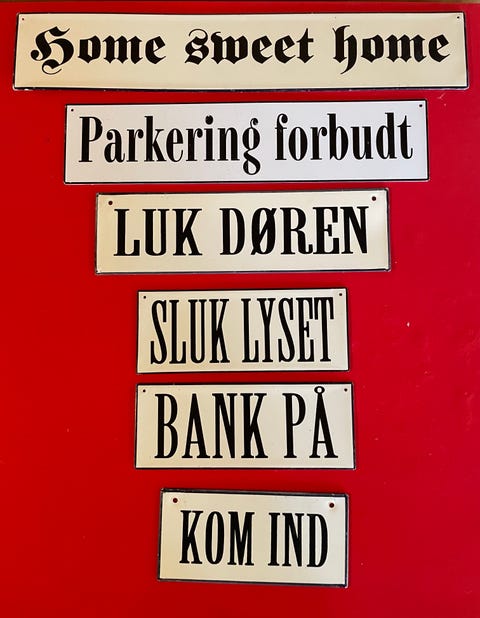 Home sweet home
Parkering forbudt
LUK DØREN
SLUK LYSET
BANK PÅ
KOM IND